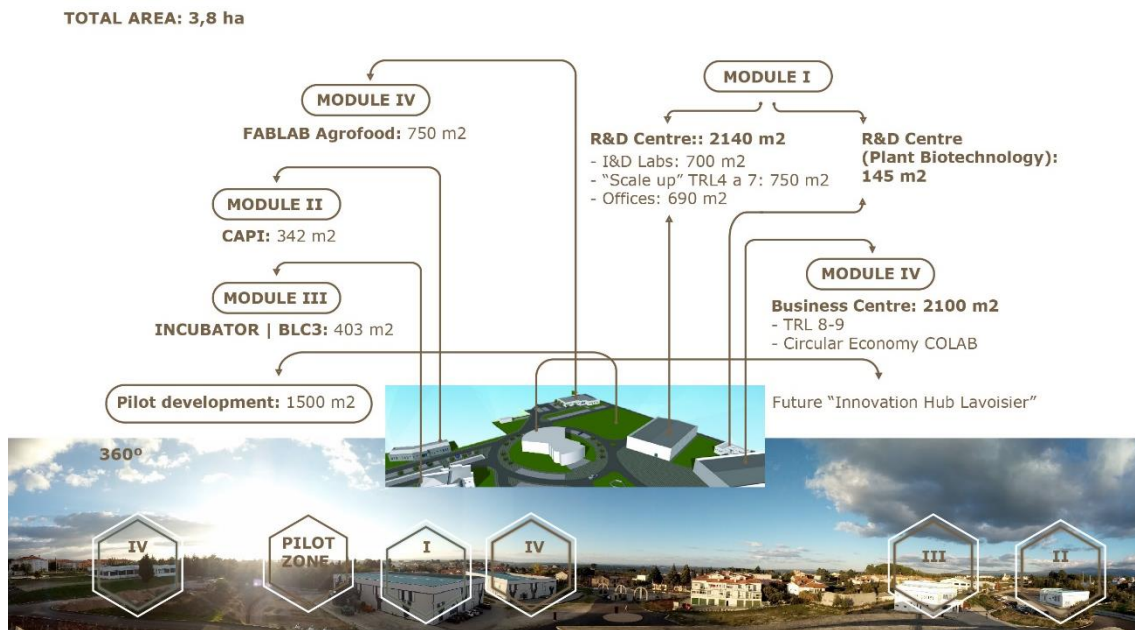 TOTAL AREA: 3,8 ha
MODULE IV
FABLAB Agrofood: 750 m2
MODULE II
CAPI: 342 m2
MODULE III
INCUBATOR | BLC3: 403 m2
Pilot development: 1500 m2
MODULE I
R&D Centre:: 2140 m2
- I&D Labs: 700 m2
- “Scale up” TRL4 a 7: 750 m2
- Offices: 690 m2
R&D Centre
(Plant Biotechnology):
145 m2
MODULE IV
Business Centre: 2100 m2
- TRL 8-9
- Circular Economy COLAB
Future “Innovation Hub Lavoisier”
360º
IV
PILOT
ZONE
I
IV
III
II